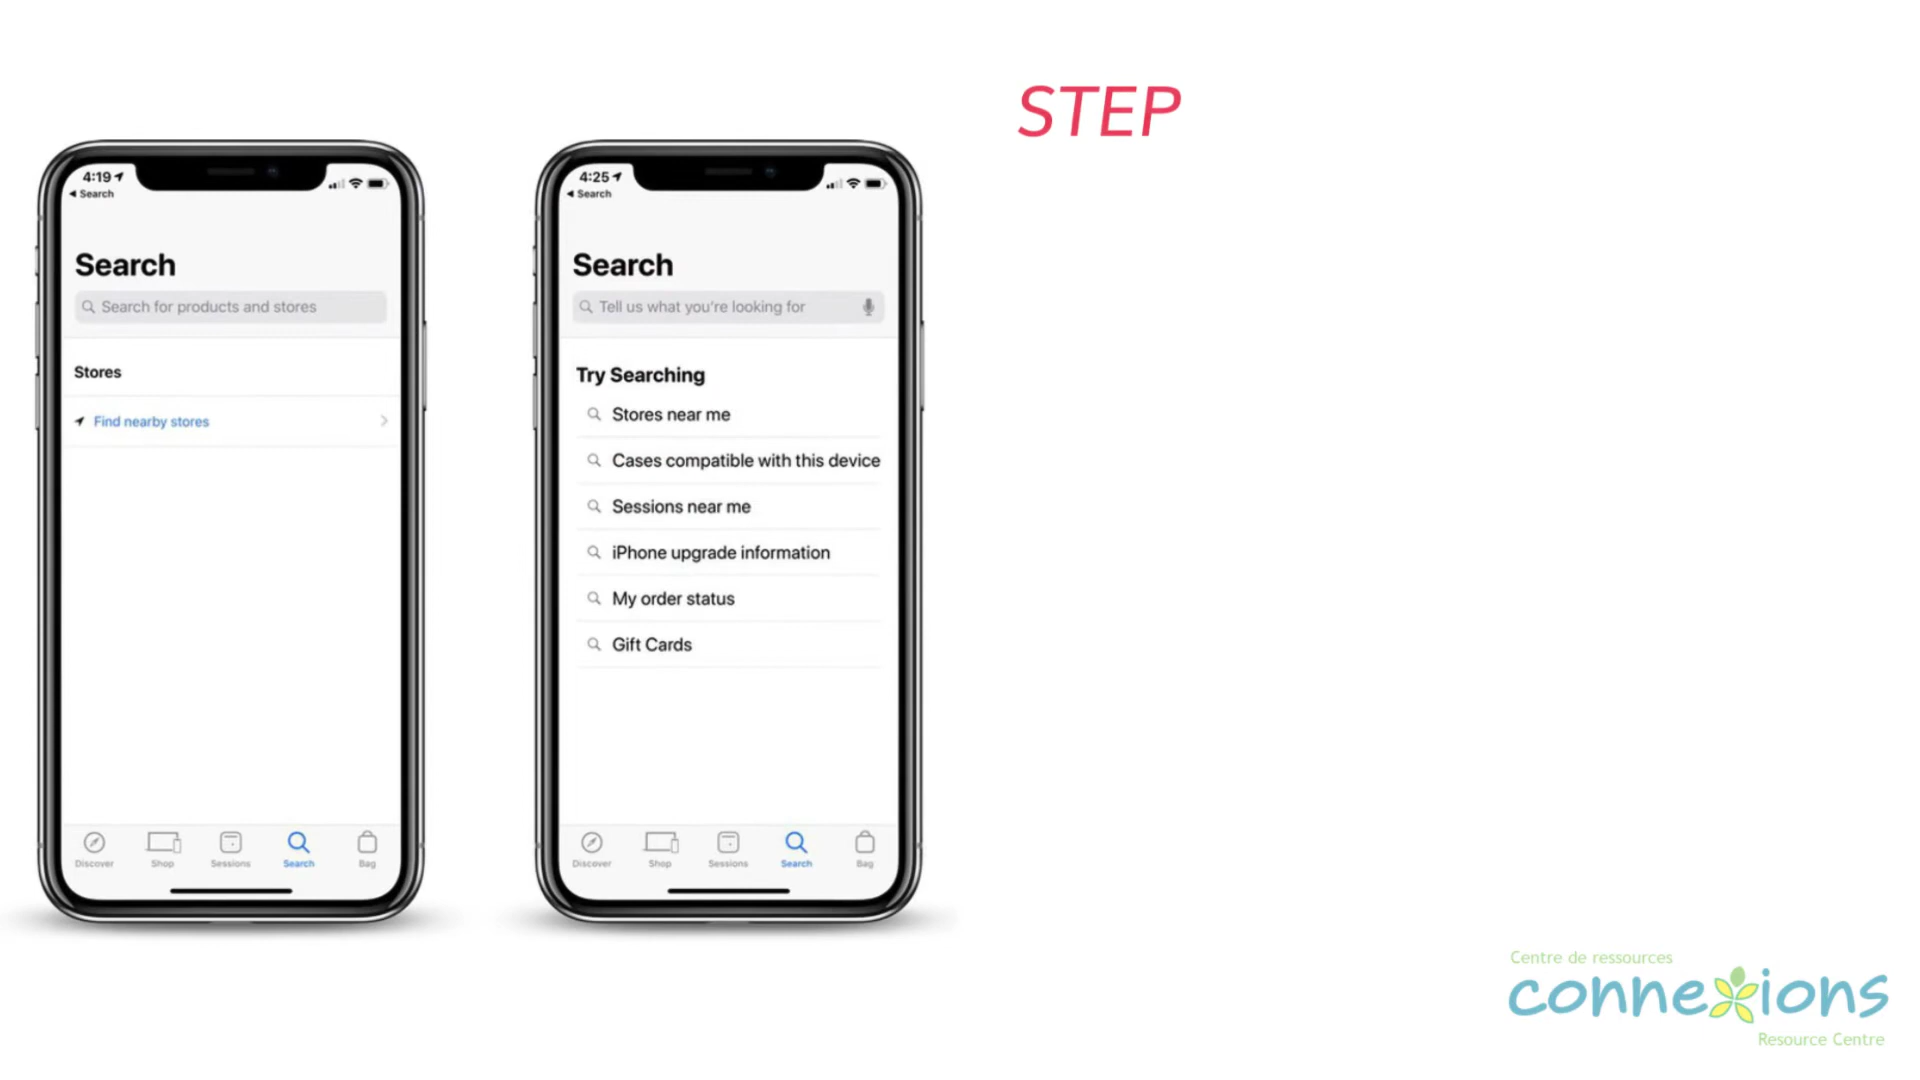 4:19
Search
Search
Search for products and stores
Stores
Find nearby stores
Discover
Shop
Sessions
Search
Bag
4:25
Search
Search
Tell us what you're looking for
Try Searching
Stores near me
Cases compatible with this device
Sessions near me
iPhone upgrade information
My order status
Gift Cards
Discover
Shop
Sessions
Search
Bag
STEP
Centre de ressources
connexions
Resource Centre